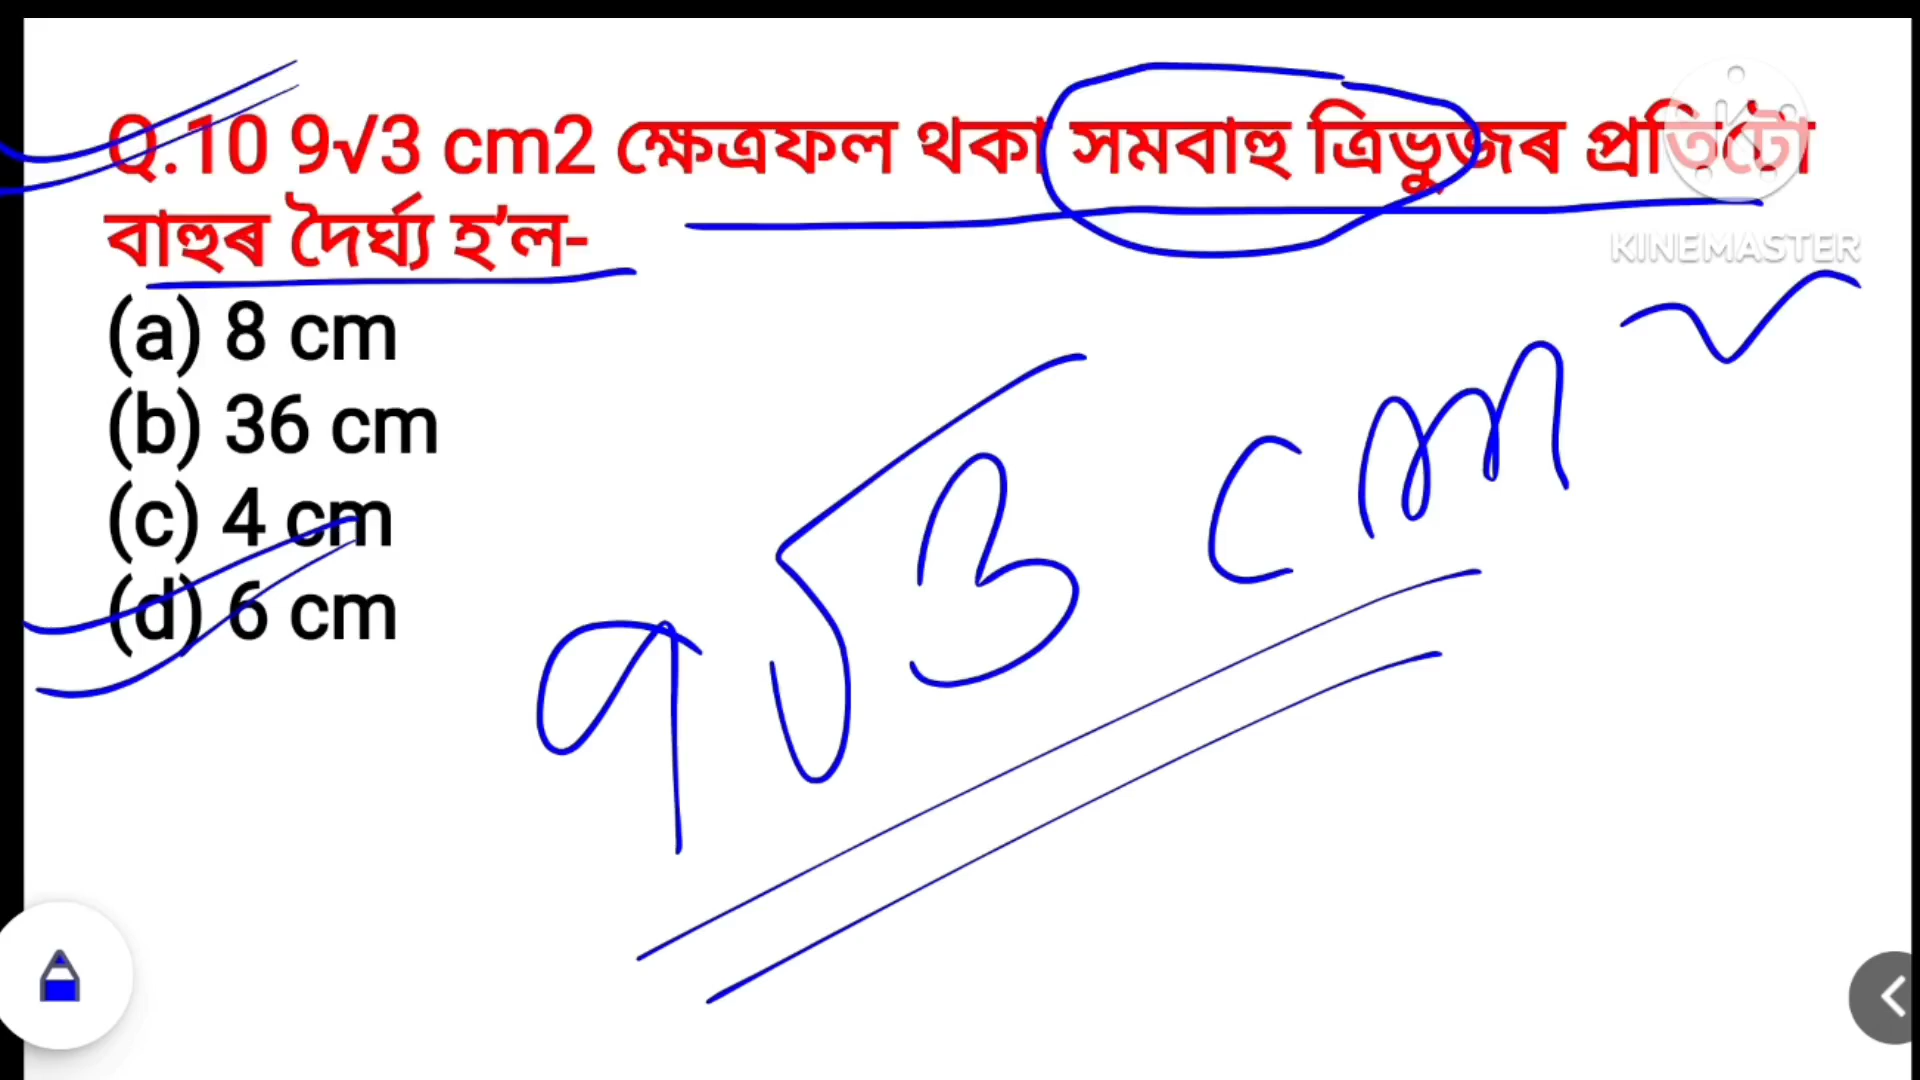 Q.10 9√3 cm2 ক্ষেত্ৰফল থকা সমবাহু ত্ৰিভুজৰ প্ৰতিটো
বাহুৰ দৈৰ্ঘ্য হ'ল-
KINEMASTER
(a) 8 cm
(b) 36 cm
(c) 4 cm
(d) 6 cm
9√3 cm